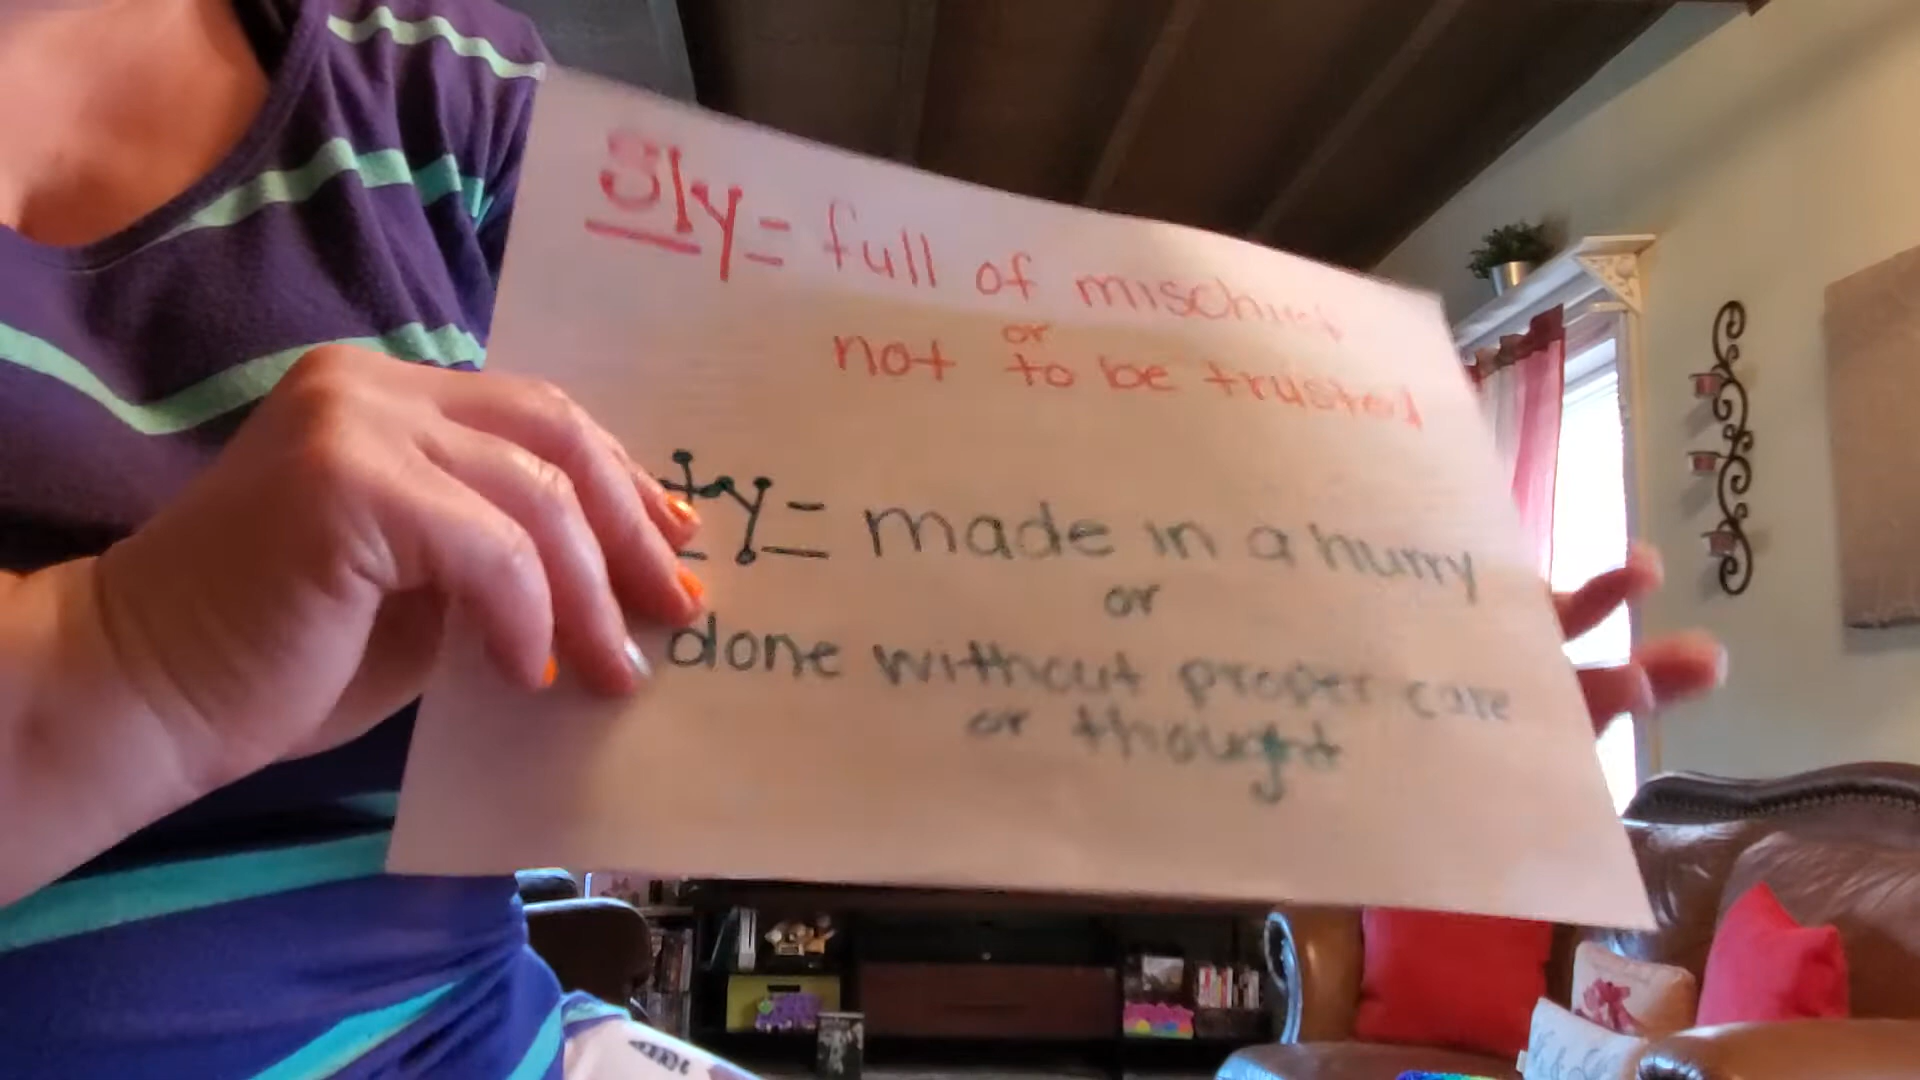 Sly = full of mischief
or
not to be trusted
ty = made in a hurry
or
done without proper care
or thought